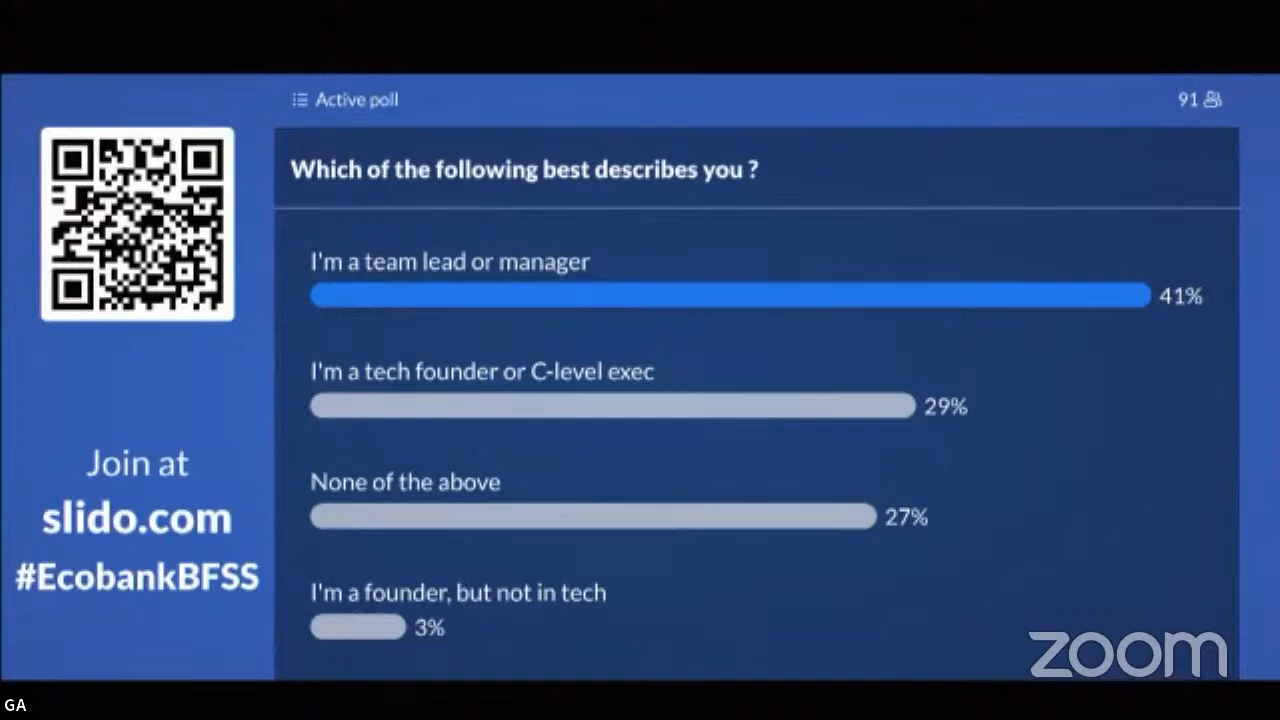 Active poll
91
Which of the following best describes you ?
I'm a team lead or manager
41%
I'm a tech founder or C-level exec
29%
None of the above
27%
I'm a founder, but not in tech
3%
Join at
slido.com
#EcobankBFSS
zoom
GA